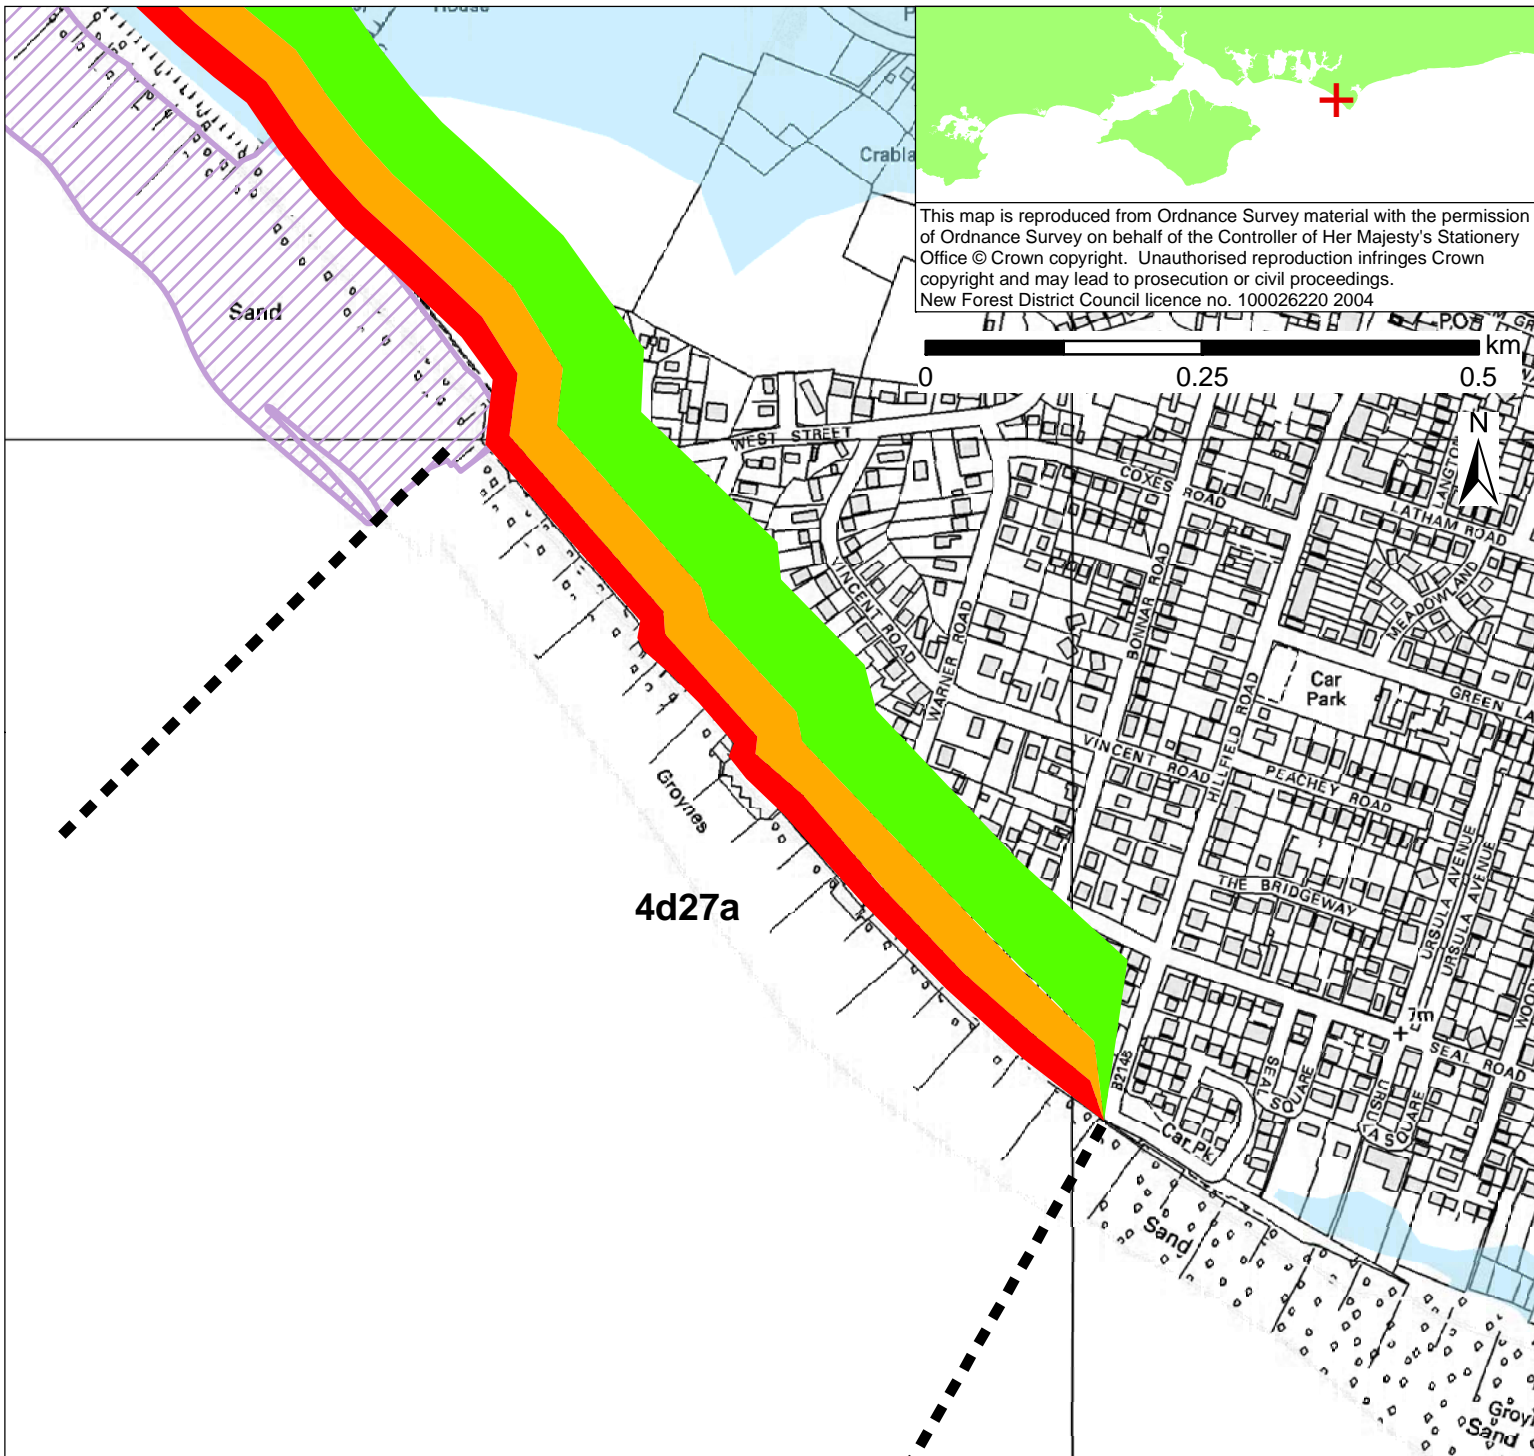 Crabla
This map is reproduced from Ordnance Survey material with the permission
of Ordnance Survey on behalf of the Controller of Her Majesty's Stationery
Office © Crown copyright. Unauthorised reproduction infringes Crown
copyright and may lead to prosecution or civil proceedings.
New Forest District Council licence no. 100026220 2004
PO
km
0 0.25 0.5
N
Sand
WEST STREET
COXES ROAD
LANGTON
LATHAM ROAD
MEADOWLAND
VINCENT ROAD
WARNER ROAD
BONNAR ROAD
HILLFIELD ROAD
Car
Park
GREEN LA
VINCENT ROAD
PEACHEY ROAD
Groynes
4d27a
THE BRIDGEWAY
URSULA AVENUE
URSULA AVENUE
7m
SEAL ROAD
SEAL SQUARE
URSULA SQUARE
B2145
Car Pk
Sand
Groy
Sand